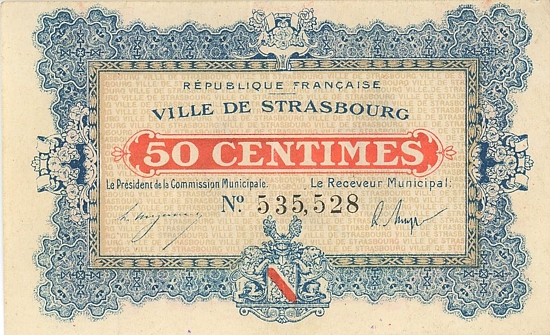 RÉPUBLIQUE FRANÇAISE
VILLE DE STRASBOURG
50 CENTIMES
Le Président de la Commission Municipale.
Le Receveur Municipal:
Nº 535,528